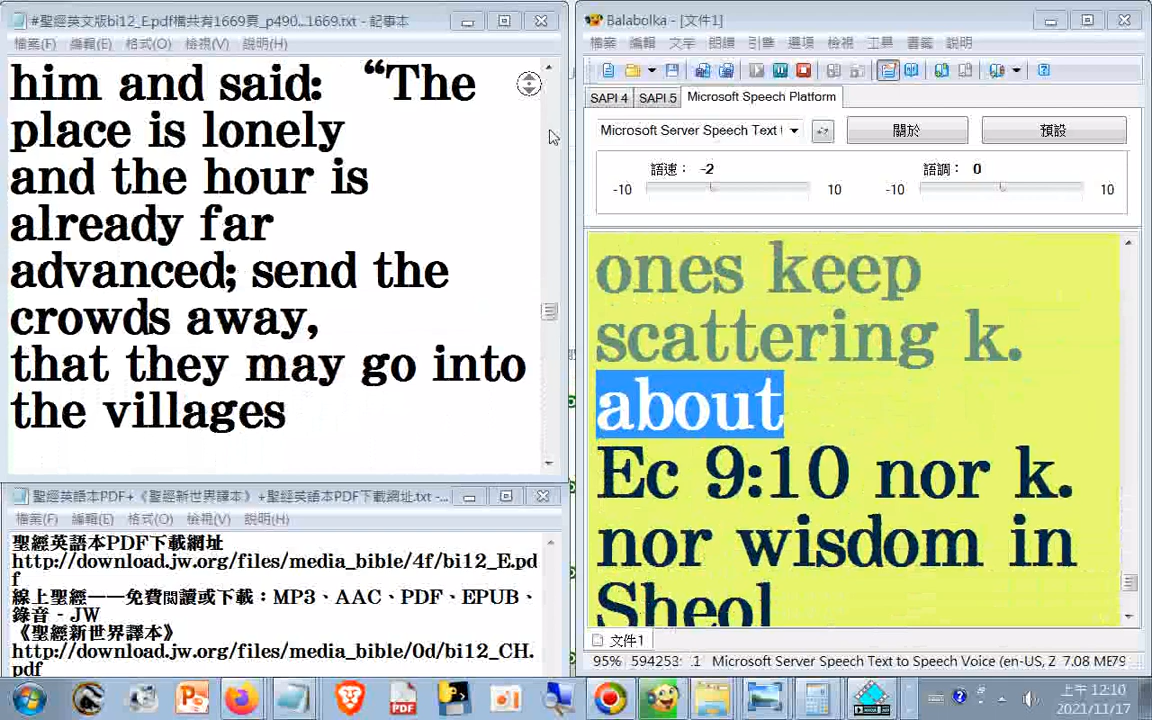 #聖經英文版bi12_E.pdf檔共有1669頁_p490...1669.txt - 記事本
檔案(F) 編輯(E) 格式(O) 檢視(V) 說明(H)
him and said: “The
place is lonely
and the hour is
already far
advanced; send the
crowds away,
that they may go into
the villages
聖經英語本PDF+《聖經新世界譯本》+聖經英語本PDF下載網址.txt - ...
檔案(F) 編輯(E) 格式(O) 檢視(V) 說明(H)
聖經英語本PDF下載網址
http://download.jw.org/files/media_bible/4f/bi12_E.pd
f
線上聖經——免費閱讀或下載：MP3、AAC、PDF、EPUB、
錄音 - JW
《聖經新世界譯本》
http://download.jw.org/files/media_bible/0d/bi12_CH.
pdf
Balabolka - [文件1]
檔案 編輯 文字 朗讀 引擎 選項 檢視 工具 書籤 說明
SAPI 4 SAPI 5 Microsoft Speech Platform
Microsoft Server Speech Text 關於 預設
語速： -2 語調： 0
-10 10 -10 10
ones keep
scattering k.
about
Ec 9:10 nor k.
nor wisdom in
Sheol
文件1
95% 594253: .1 Microsoft Server Speech Text to Speech Voice (en-US, Z 7.08 ME79
PDF
上午 12:10
2021/11/17